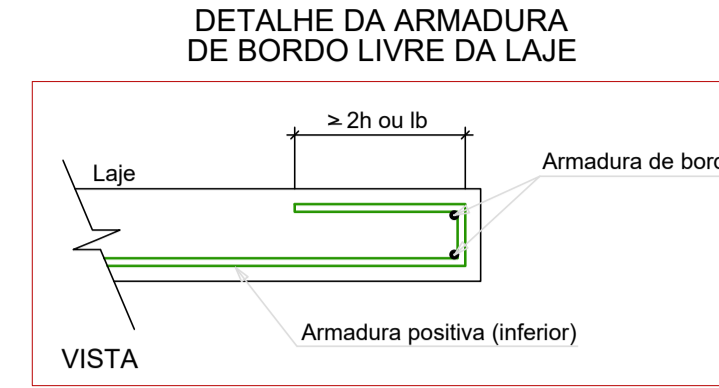 DETALHE DA ARMADURA
DE BORDO LIVRE DA LAJE
≥ 2h ou lb
Laje
Armadura de bord
Armadura positiva (inferior)
VISTA